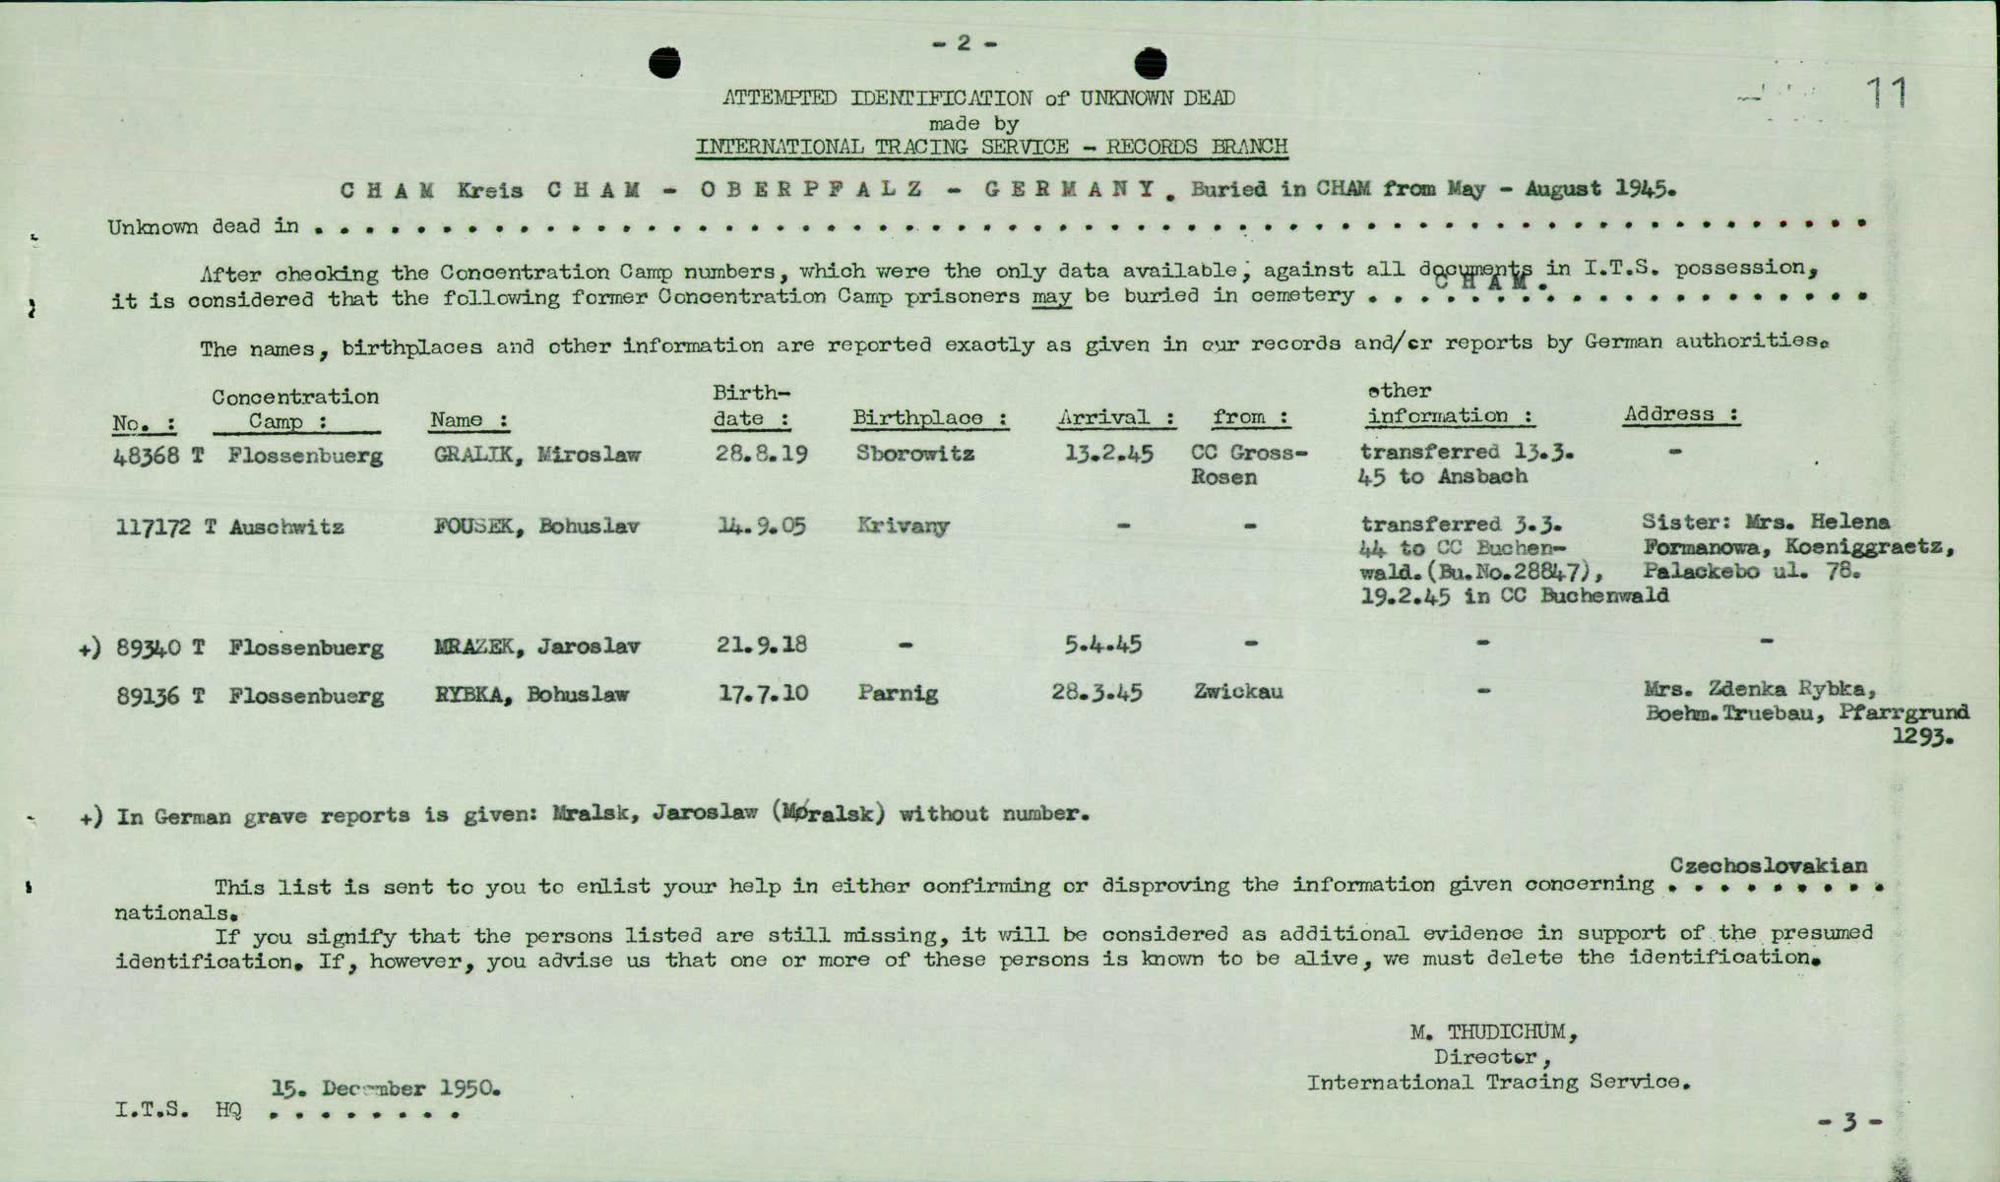 - 2 -
11
ATTEMPTED IDENTIFICATION of UNKNOWN DEAD
made by
INTERNATIONAL TRACING SERVICE - RECORDS BRANCH
C H A M Kreis C H A M - O B E R P F A L Z - G E R M A N Y. Buried in CHAM from May - August 1945.
Unknown dead in . . . . . . . . . . . . . . . . . . . . . . . . . . . . . . . . . . . . . . . . . . . . . . . . . . . . . . . . . . . . .
After checking the Concentration Camp numbers, which were the only data available, against all documents in I.T.S. possession,
C H A M.
it is considered that the following former Concentration Camp prisoners may be buried in cemetery . . . . . . . . . . . . . . . . . . . .
The names, birthplaces and other information are reported exactly as given in our records and/or reports by German authorities.
Concentration Birth- other
No. : Camp : Name : date : Birthplace : Arrival : from : information : Address :
48368 T Flossenbuerg GRALIK, Miroslaw 28.8.19 Sborowitz 13.2.45 CC Gross- transferred 13.3. -
Rosen 45 to Ansbach
117172 T Auschwitz FOUSEK, Bohuslav 14.9.05 Krivany - - transferred 3.3. Sister: Mrs. Helena
44 to CC Buchen- Formanowa, Koeniggraetz,
wald.(Bu.No.28847), Palackebo ul. 78.
19.2.45 in CC Buchenwald
+) 89340 T Flossenbuerg MRAZEK, Jaroslav 21.9.18 - 5.4.45 - - -
89136 T Flossenbuerg RYBKA, Bohuslaw 17.7.10 Parnig 28.3.45 Zwickau - Mrs. Zdenka Rybka,
Boehm.Truebau, Pfarrgrund
1293.
+) In German grave reports is given: Mralsk, Jaroslaw (Moralsk) without number.
Czechoslovakian
This list is sent to you to enlist your help in either confirming or disproving the information given concerning . . . . . . . . .
nationals.
If you signify that the persons listed are still missing, it will be considered as additional evidence in support of the presumed
identification. If, however, you advise us that one or more of these persons is known to be alive, we must delete the identification.
M. THUDICHUM,
Director,
International Tracing Service.
15. December 1950.
I.T.S. HQ . . . . . . . .
- 3 -